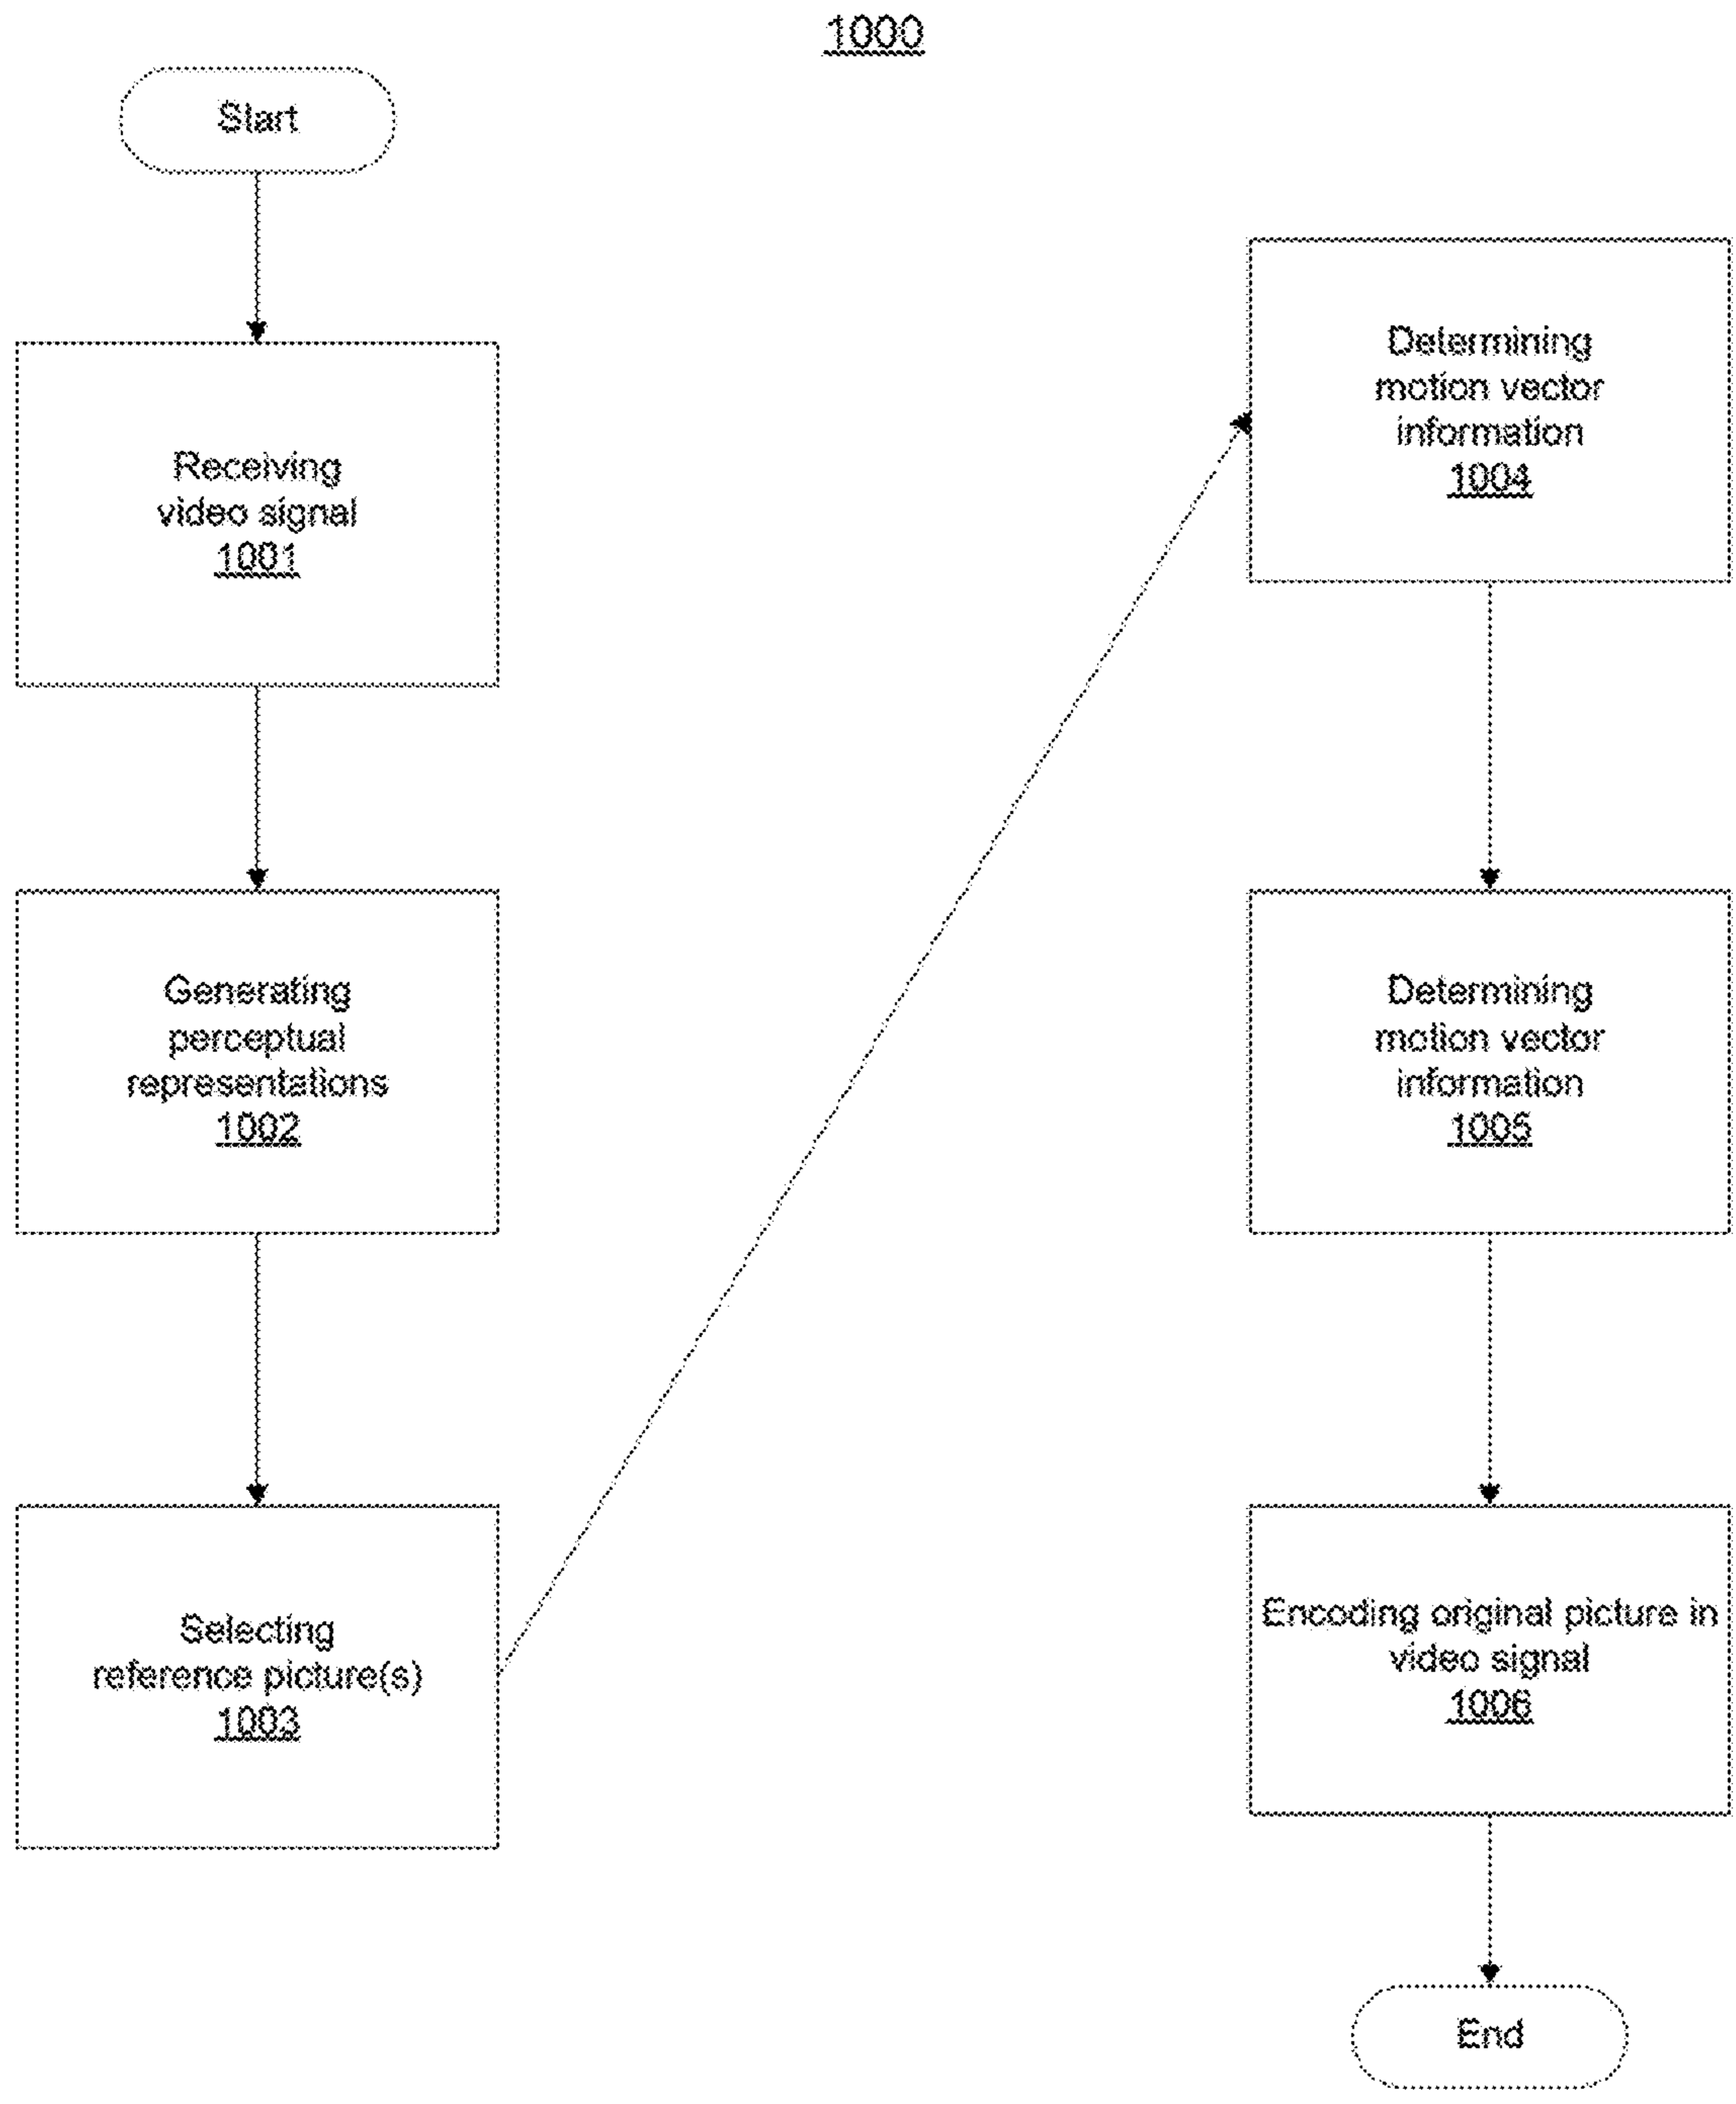 1000
Start
Receiving
video signal
1001
Generating
perceptual
representations
1002
Selecting
reference picture(s)
1003
Determining
motion vector
information
1004
Determining
motion vector
information
1005
Encoding original picture in
video signal
1006
End